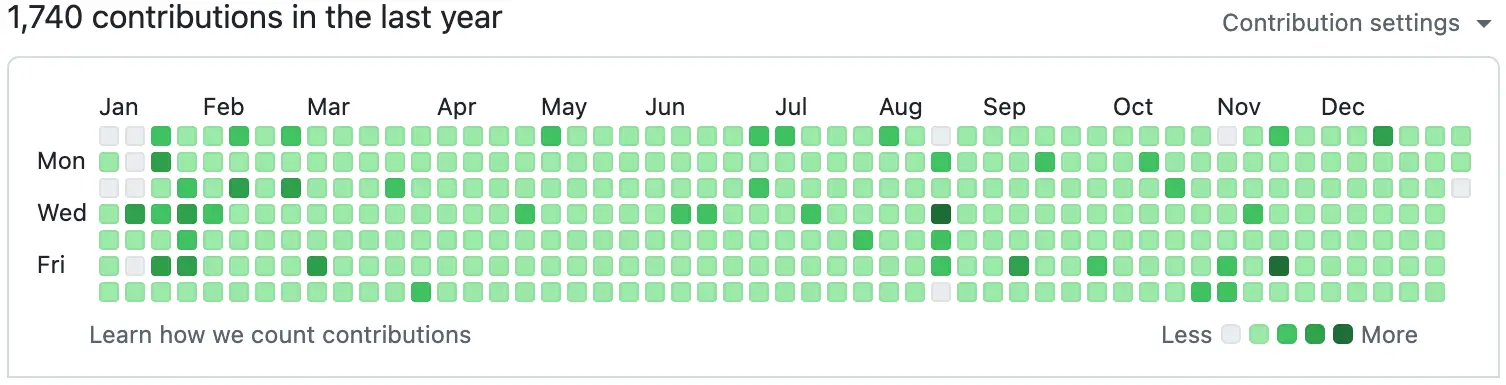 1,740 contributions in the last year
Contribution settings
Jan Feb Mar Apr May Jun Jul Aug Sep Oct Nov Dec
Mon
Wed
Fri
Learn how we count contributions
Less More